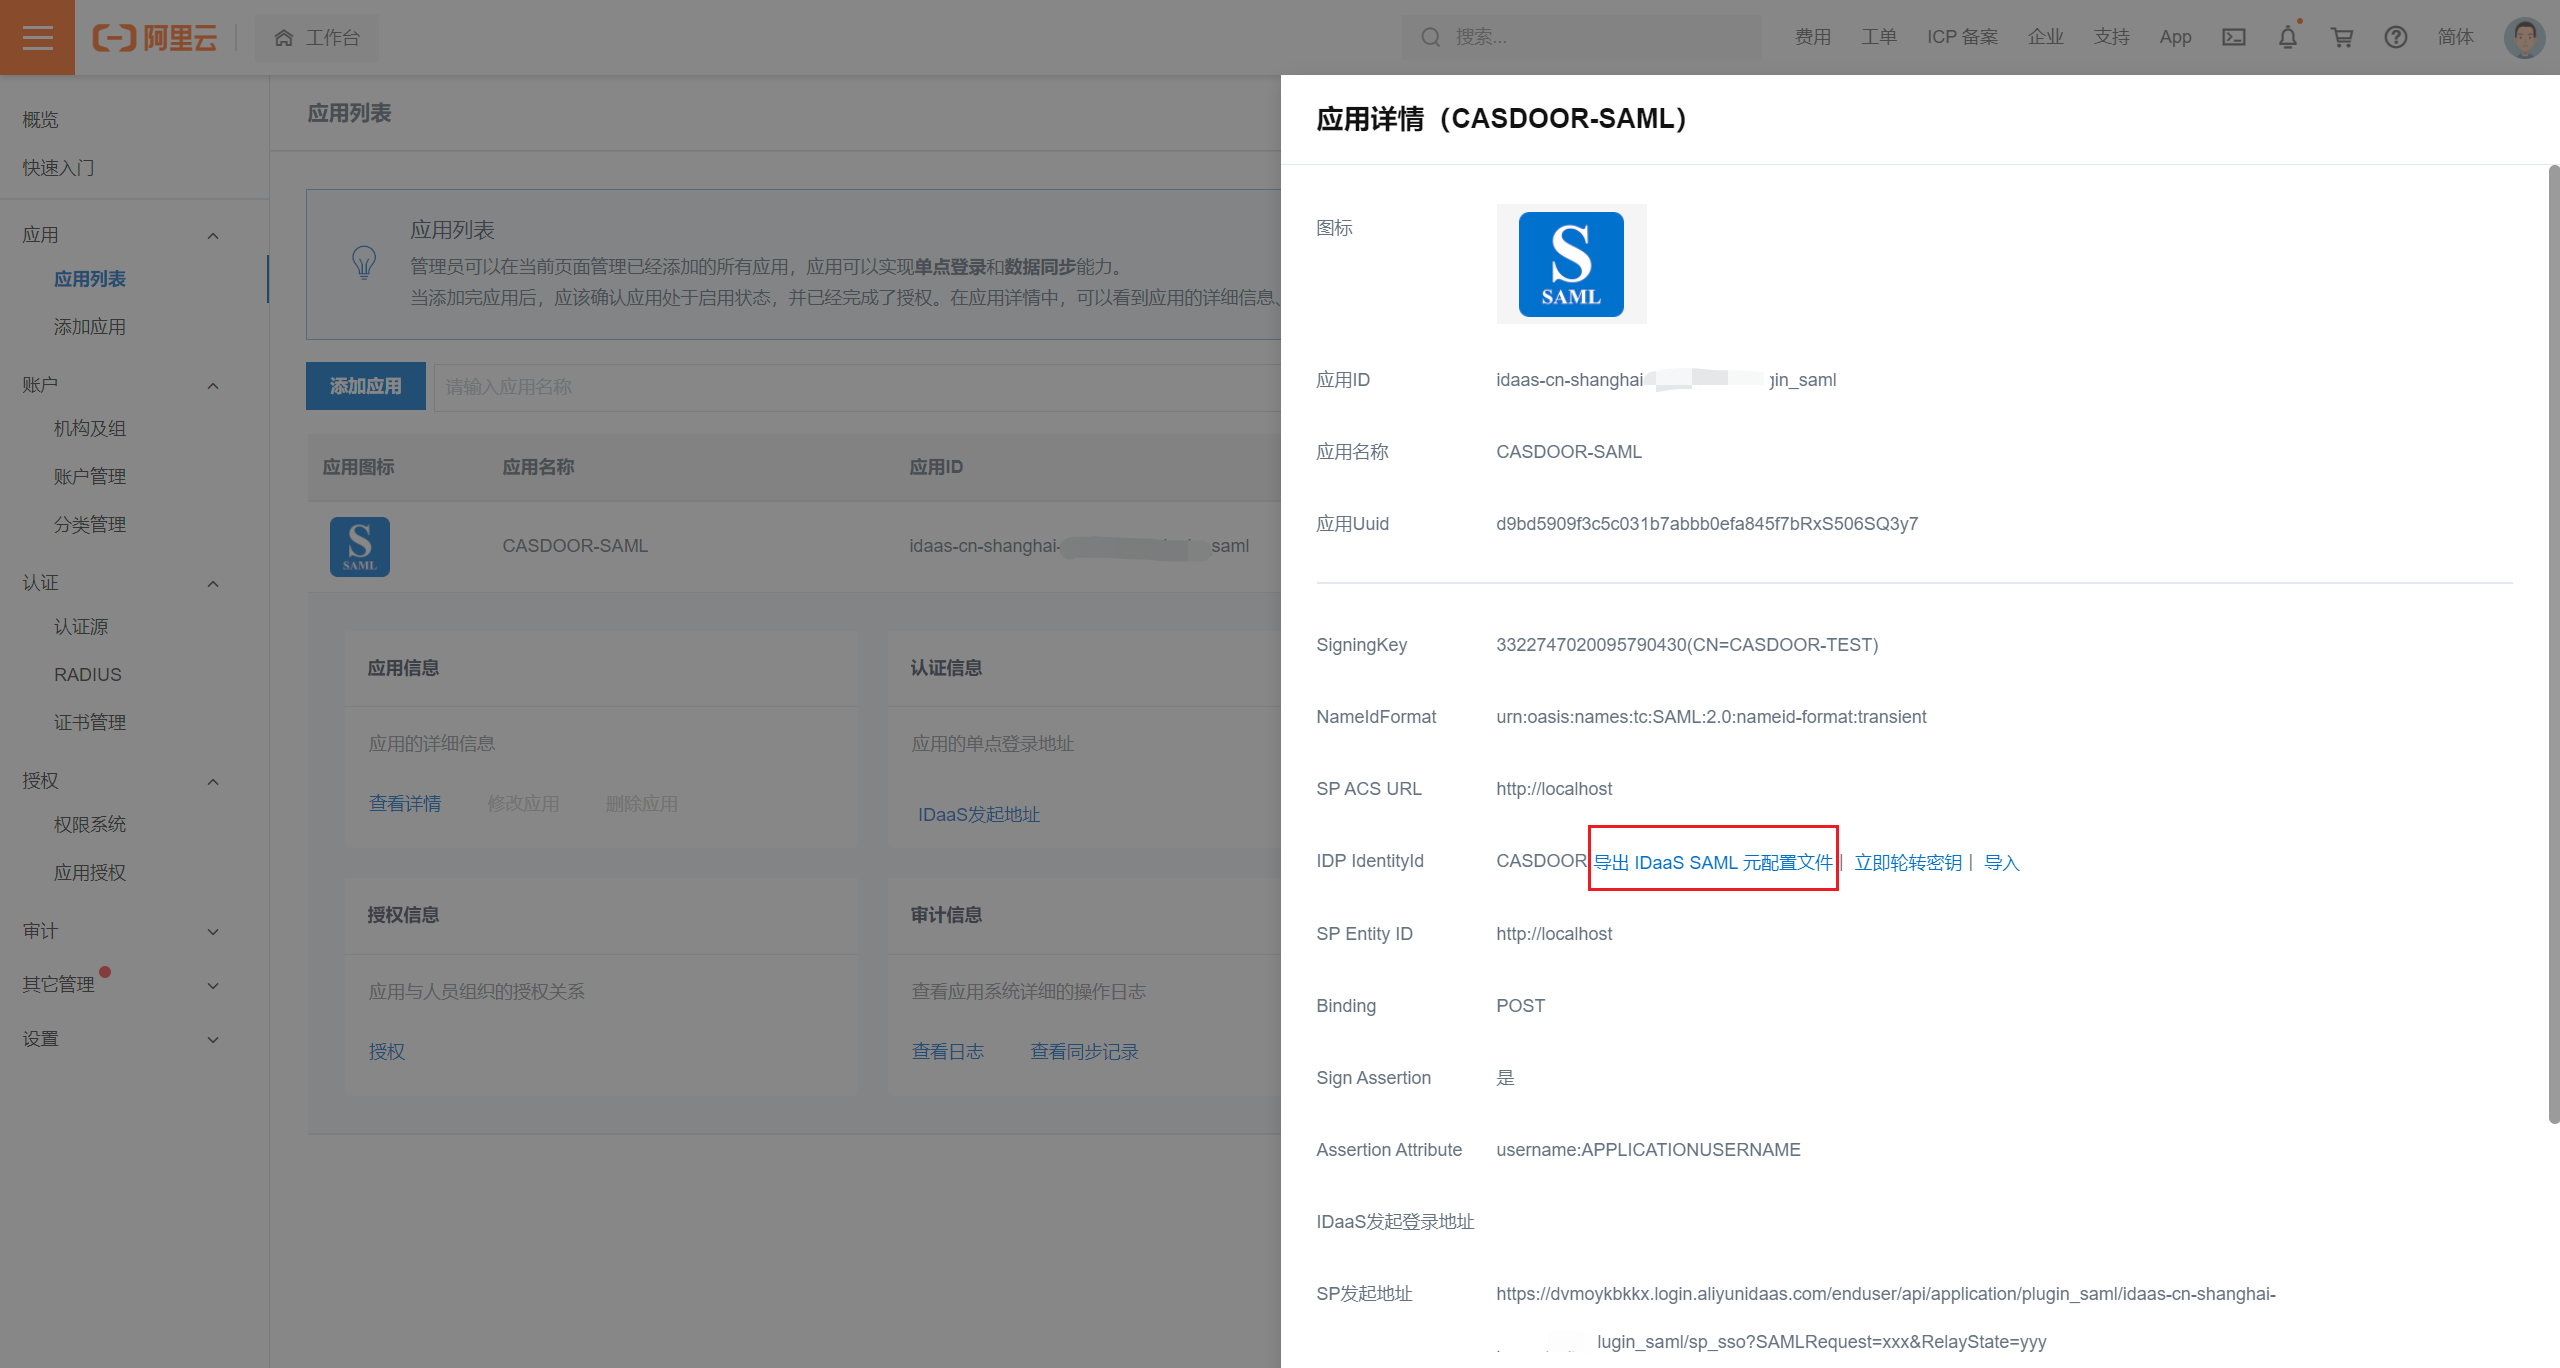 阿里云
工作台
搜索...
费用 工单 ICP 备案 企业 支持 App 简体
概览
快速入门
应用
应用列表
添加应用
账户
机构及组
账户管理
分类管理
认证
认证源
RADIUS
证书管理
授权
权限系统
应用授权
审计
其它管理
设置
应用列表
应用列表
管理员可以在当前页面管理已经添加的所有应用，应用可以实现单点登录和数据同步能力。
当添加完应用后，应该确认应用处于启用状态，并已经完成了授权。在应用详情中，可以看到应用的详细信息、
添加应用 请输入应用名称
应用图标 应用名称 应用ID
S SAML CASDOOR-SAML idaas-cn-shanghai- saml
应用信息
应用的详细信息
查看详情 修改应用 删除应用
认证信息
应用的单点登录地址
IDaaS发起地址
授权信息
应用与人员组织的授权关系
授权
审计信息
查看应用系统详细的操作日志
查看日志 查看同步记录
应用详情（CASDOOR-SAML）
图标
S
SAML
应用ID idaas-cn-shanghai gin_saml
应用名称 CASDOOR-SAML
应用Uuid d9bd5909f3c5c031b7abbb0efa845f7bRxS506SQ3y7
SigningKey 3322747020095790430(CN=CASDOOR-TEST)
NameIdFormat urn:oasis:names:tc:SAML:2.0:nameid-format:transient
SP ACS URL http://localhost
IDP IdentityId CASDOOR 导出 IDaaS SAML 元配置文件 | 立即轮转密钥 | 导入
SP Entity ID http://localhost
Binding POST
Sign Assertion 是
Assertion Attribute username:APPLICATIONUSERNAME
IDaaS发起登录地址
SP发起地址 https://dvmoykbkkx.login.aliyunidaas.com/enduser/api/application/plugin_saml/idaas-cn-shanghai-
lugin_saml/sp_sso?SAMLRequest=xxx&RelayState=yyy